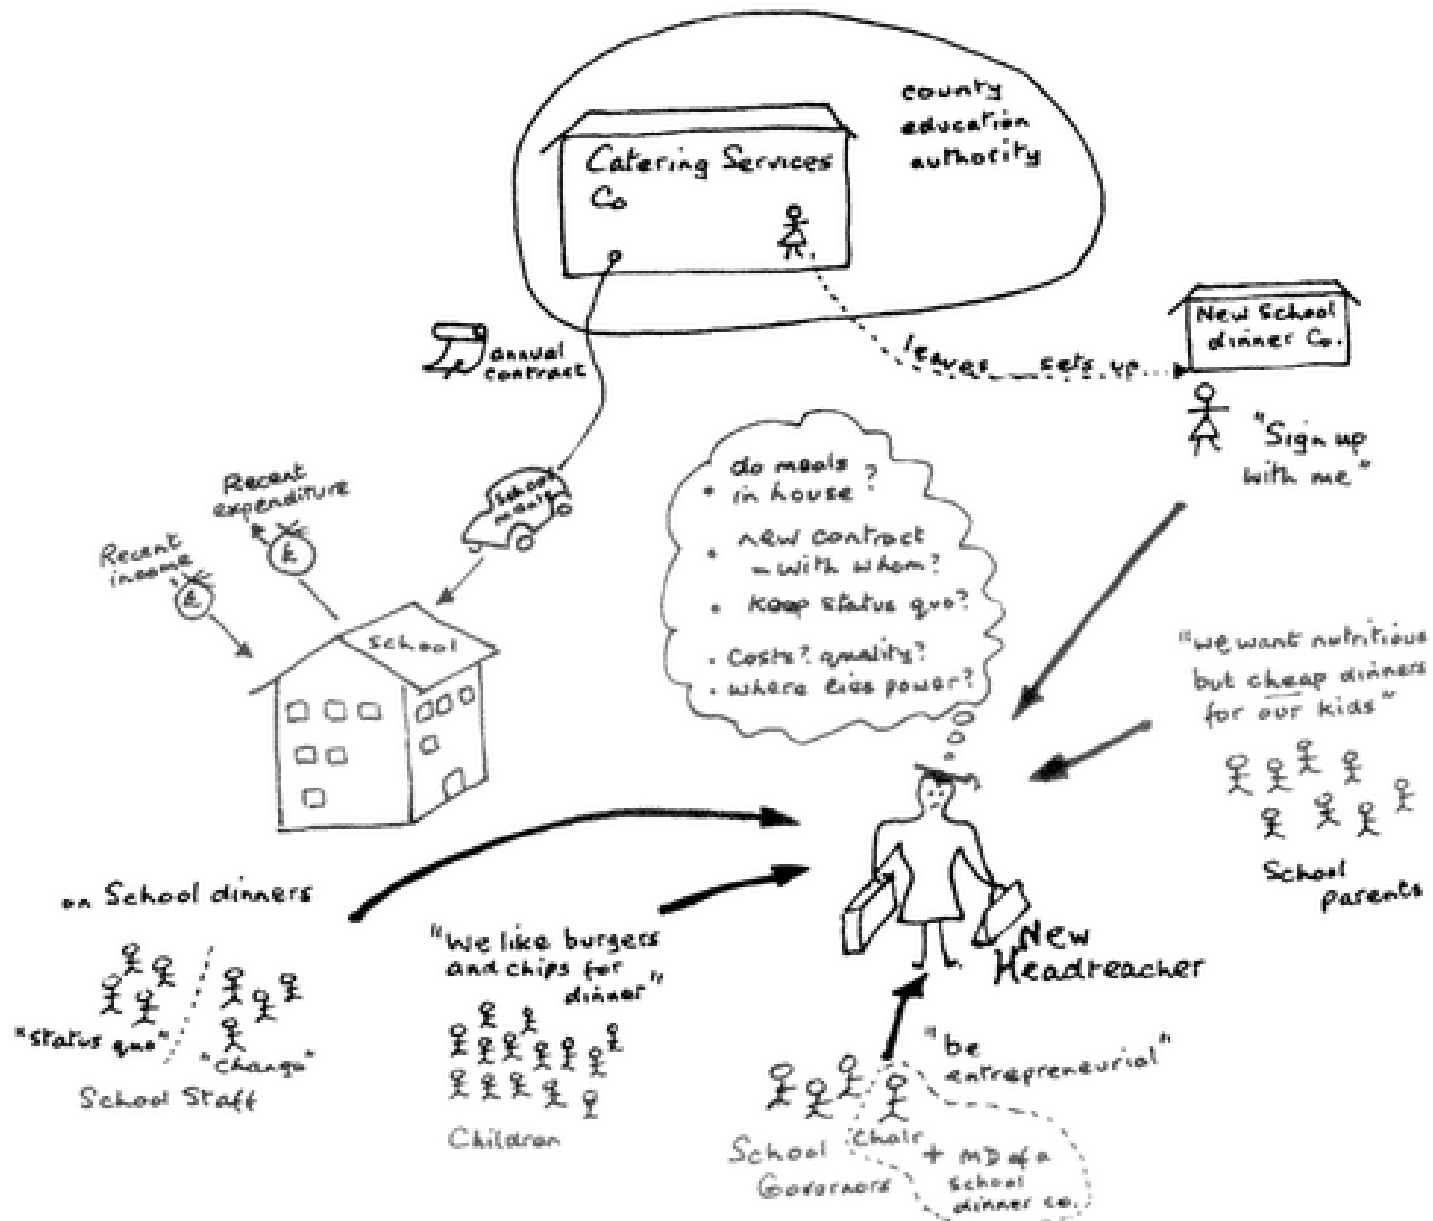 county
education
authority
Catering Services
Co
annual
contract
leaves sets up
New School
dinner Co.
"Sign up
with me"
Recent
expenditure
£
Recent
income
£
School
meals
School
do meals
• in house?
• new contract
- with whom?
• keep status quo?
• Costs? quality?
• where lies power?
"we want nutritious
but cheap dinners
for our kids"
School
parents
on School dinners
"status quo"
"change"
School Staff
"We like burgers
and chips for
dinner"
Children
New
Headteacher
"be
entrepreneurial"
School
Governors
Chair
+ MD of a
school
dinner co.